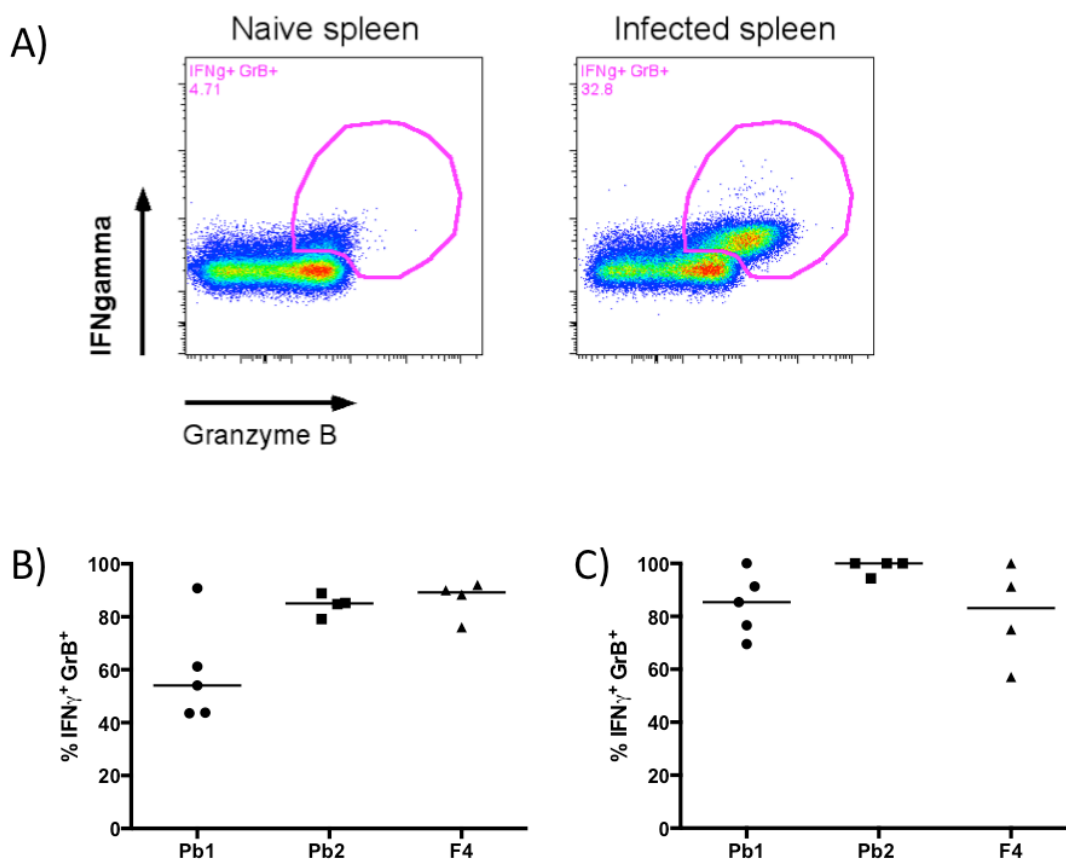 A)
Naive spleen
Infected spleen
IFNg+ GrB+
4.71
IFNg+ GrB+
32.8
IFNgamma
Granzyme B
B)
% IFNγ⁺ GrB⁺
100
80
60
40
20
0
Pb1 Pb2 F4
C)
% IFNγ⁺ GrB⁺
100
80
60
40
20
0
Pb1 Pb2 F4